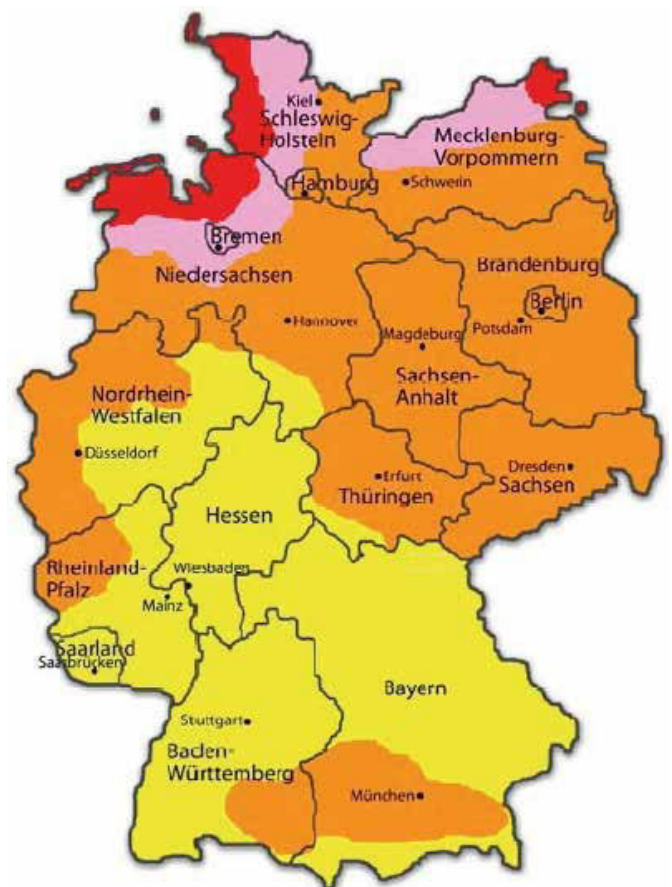 Kiel
Schleswig-
Holstein
Mecklenburg-
Vorpommern
Hamburg
Schwerin
Bremen
Niedersachsen
Brandenburg
Berlin
Hannover
Magdeburg
Potsdam
Sachsen-
Anhalt
Nordrhein-
Westfalen
Düsseldorf
Erfurt
Thüringen
Dresden
Sachsen
Hessen
Rheinland-
Pfalz
Wiesbaden
Mainz
Saarland
Saarbrücken
Bayern
Stuttgart
Baden-
Württemberg
München